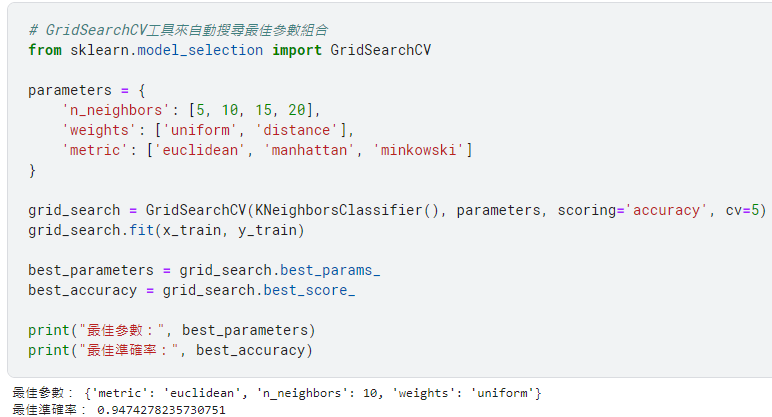 # GridSearchCV工具來自動搜尋最佳參數組合
from sklearn.model_selection import GridSearchCV
parameters = {
    'n_neighbors': [5, 10, 15, 20],
    'weights': ['uniform', 'distance'],
    'metric': ['euclidean', 'manhattan', 'minkowski']
}
grid_search = GridSearchCV(KNeighborsClassifier(), parameters, scoring='accuracy', cv=5)
grid_search.fit(x_train, y_train)
best_parameters = grid_search.best_params_
best_accuracy = grid_search.best_score_
print("最佳參數：", best_parameters)
print("最佳準確率：", best_accuracy)
最佳參數： {'metric': 'euclidean', 'n_neighbors': 10, 'weights': 'uniform'}
最佳準確率： 0.9474278235730751